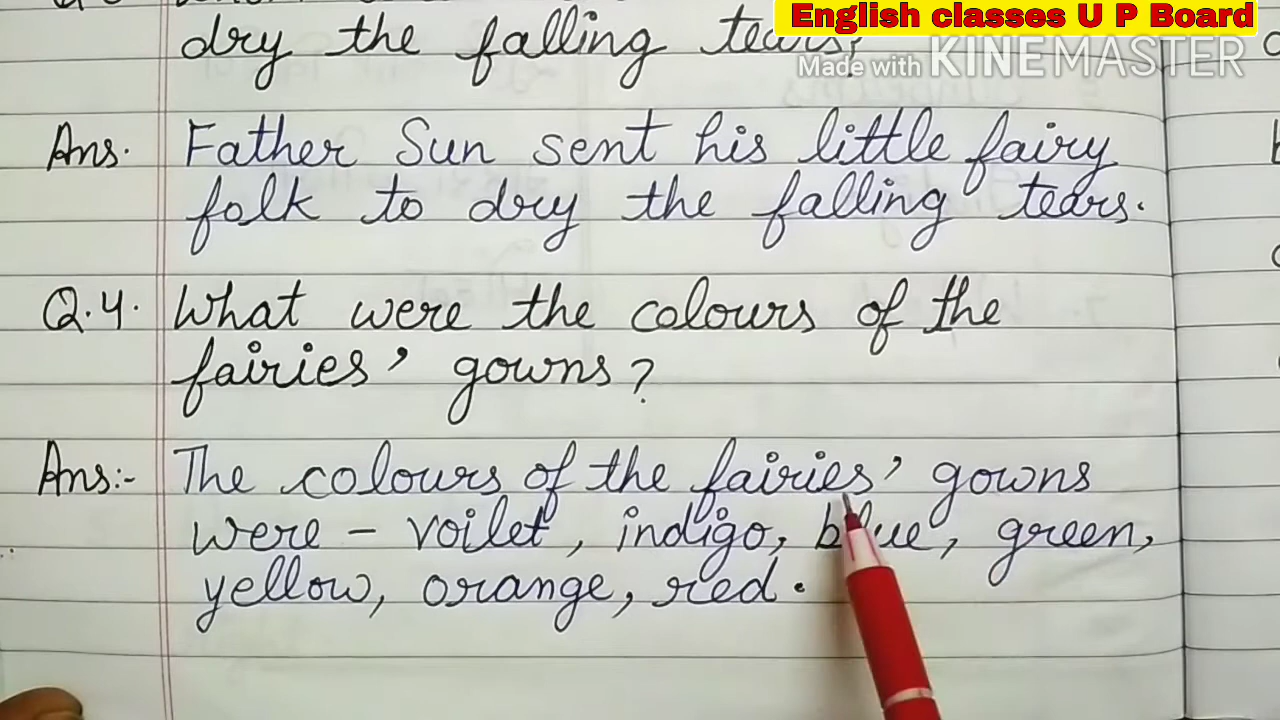 English classes U P Board
Made with KINEMASTER
dry the falling tears?
Ans. Father Sun sent his little fairy
folk to dry the falling tears.
Q.4. What were the colours of the
fairies' gowns?
Ans:- The colours of the fairies' gowns
were - voilet, indigo, blue, green,
yellow, orange, red.